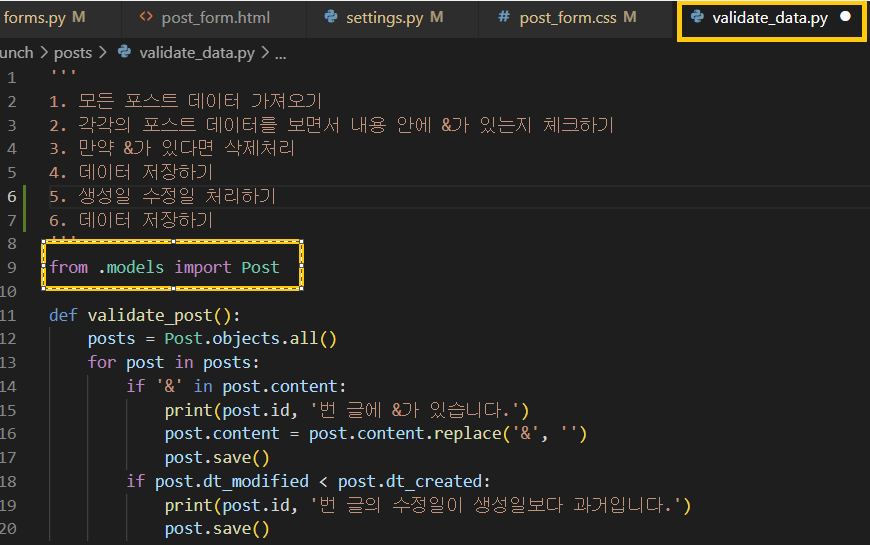 forms.py M <> post_form.html settings.py M # post_form.css M validate_data.py ●
unch > posts > validate_data.py > ...
1 '''
2 1. 모든 포스트 데이터 가져오기
3 2. 각각의 포스트 데이터를 보면서 내용 안에 &가 있는지 체크하기
4 3. 만약 &가 있다면 삭제처리
5 4. 데이터 저장하기
6 5. 생성일 수정일 처리하기
7 6. 데이터 저장하기
8 '''
9 from .models import Post
10
11 def validate_post():
12 posts = Post.objects.all()
13 for post in posts:
14 if '&' in post.content:
15 print(post.id, '번 글에 &가 있습니다.')
16 post.content = post.content.replace('&', '')
17 post.save()
18 if post.dt_modified < post.dt_created:
19 print(post.id, '번 글의 수정일이 생성일보다 과거입니다.')
20 post.save()